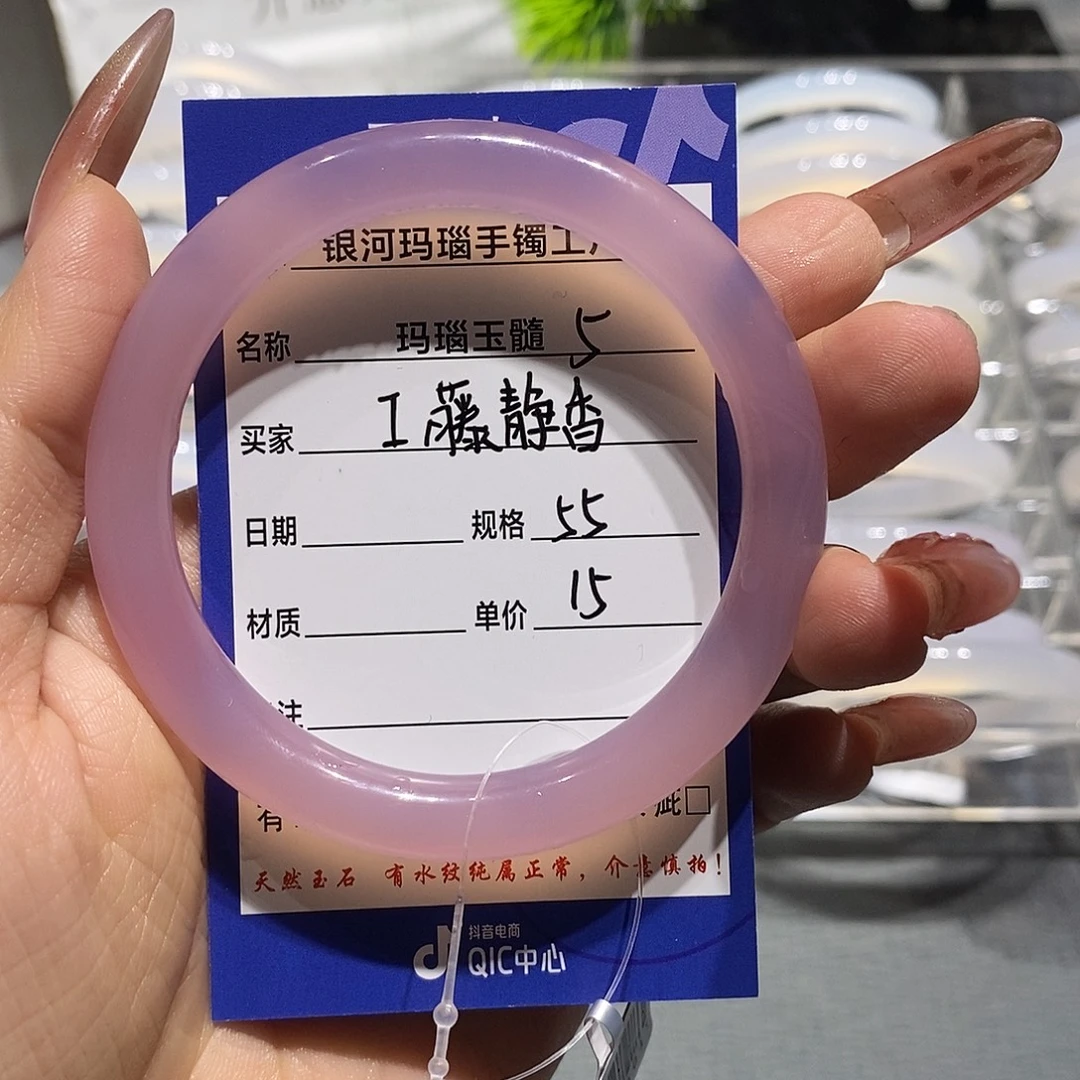 银河玛瑙手镯工
名称 玛瑙玉髓 5
买家 工藤静香
日期 规格 55
材质 单价 15
注
有 疵□
天然玉石 有水纹纯属正常，介意慎拍！
抖音电商
QIC中心